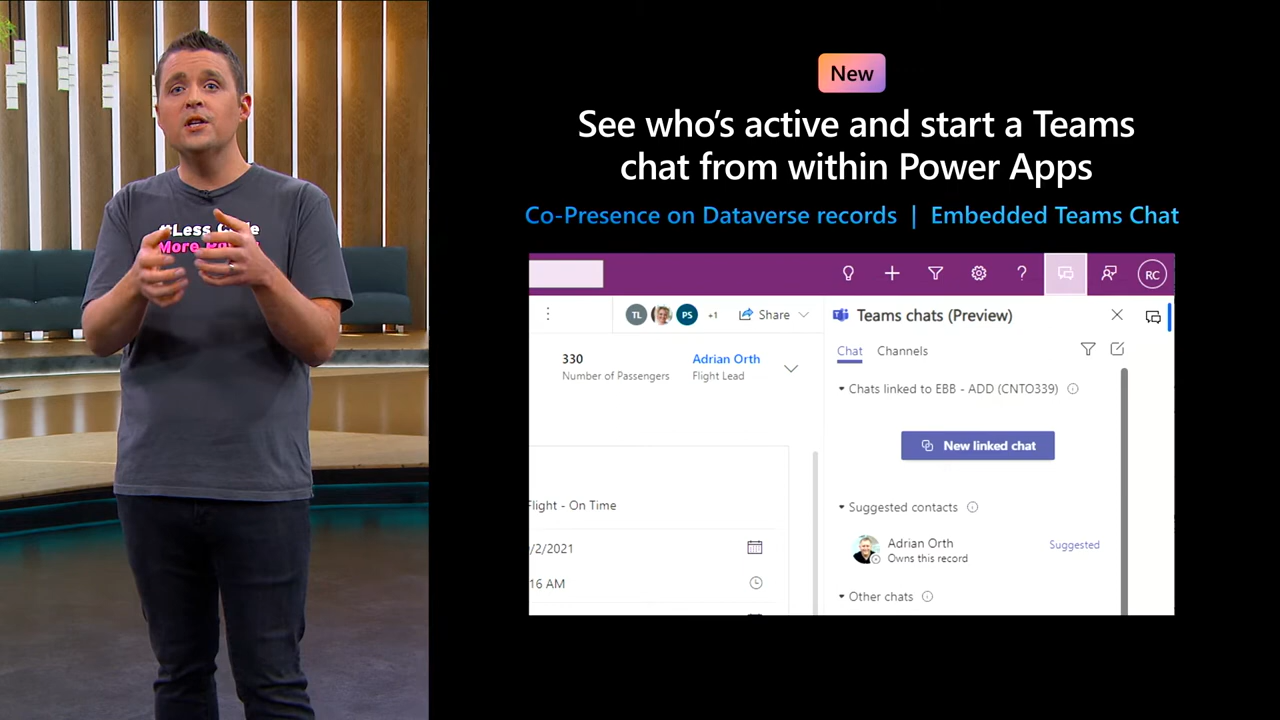 #Less
More
New
See who's active and start a Teams
chat from within Power Apps
Co-Presence on Dataverse records | Embedded Teams Chat
RC
TL PS +1 Share
Teams chats (Preview)
330
Number of Passengers
Adrian Orth
Flight Lead
Chat Channels
Chats linked to EBB - ADD (CNTO339)
New linked chat
Flight - On Time
/2/2021
16 AM
Suggested contacts
Adrian Orth
Owns this record
Suggested
Other chats